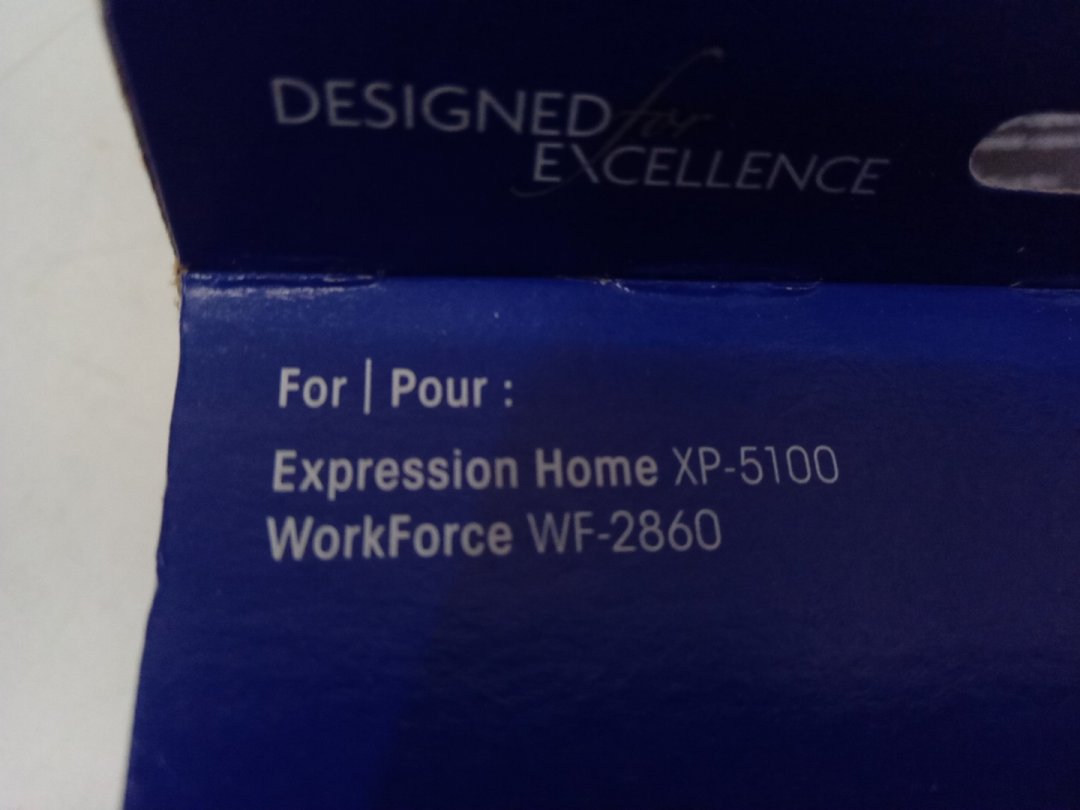 DESIGNED for
EXCELLENCE
For | Pour :
Expression Home XP-5100
WorkForce WF-2860